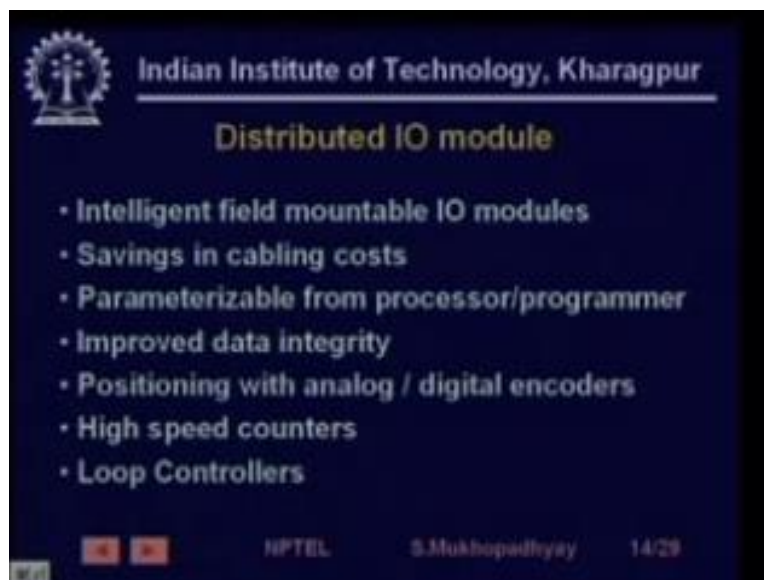 Indian Institute of Technology, Kharagpur
Distributed IO module
• Intelligent field mountable IO modules
• Savings in cabling costs
• Parameterizable from processor/programmer
• Improved data integrity
• Positioning with analog / digital encoders
• High speed counters
• Loop Controllers
NPTEL S.Mukhopadhyay 14/29